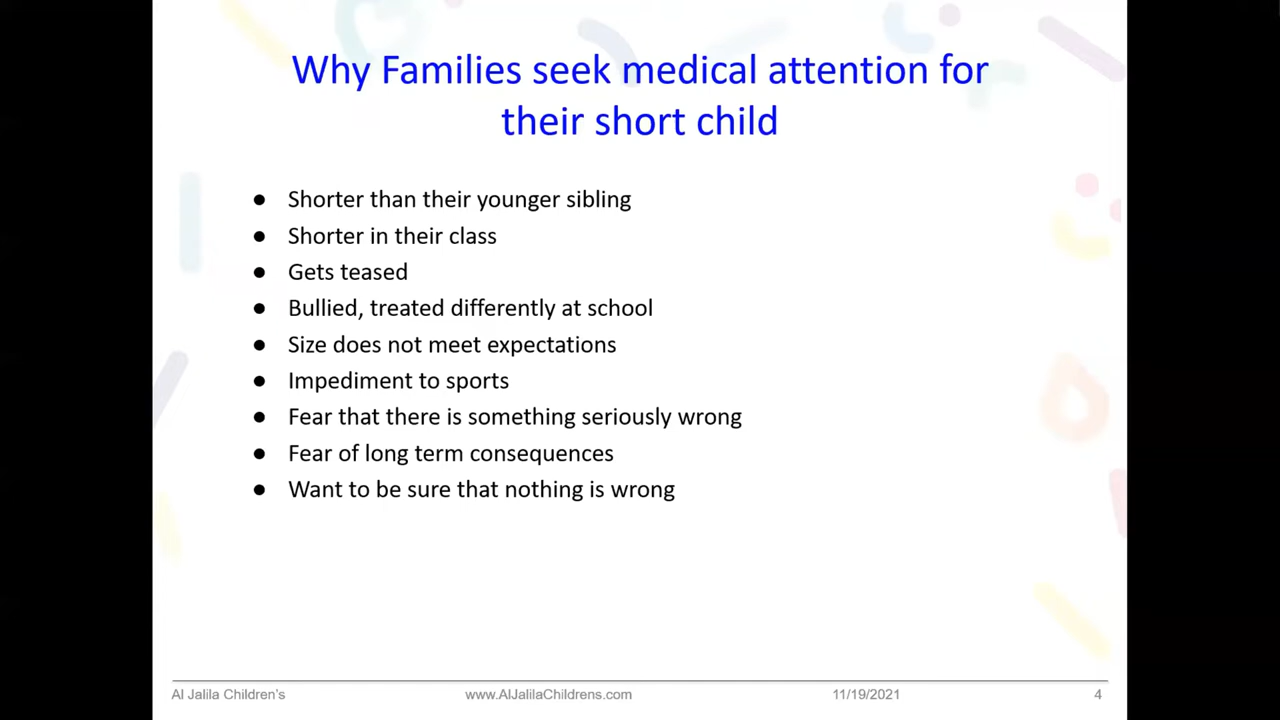 Why Families seek medical attention for
their short child
● Shorter than their younger sibling
● Shorter in their class
● Gets teased
● Bullied, treated differently at school
● Size does not meet expectations
● Impediment to sports
● Fear that there is something seriously wrong
● Fear of long term consequences
● Want to be sure that nothing is wrong
Al Jalila Children's www.AlJalilaChildrens.com 11/19/2021 4